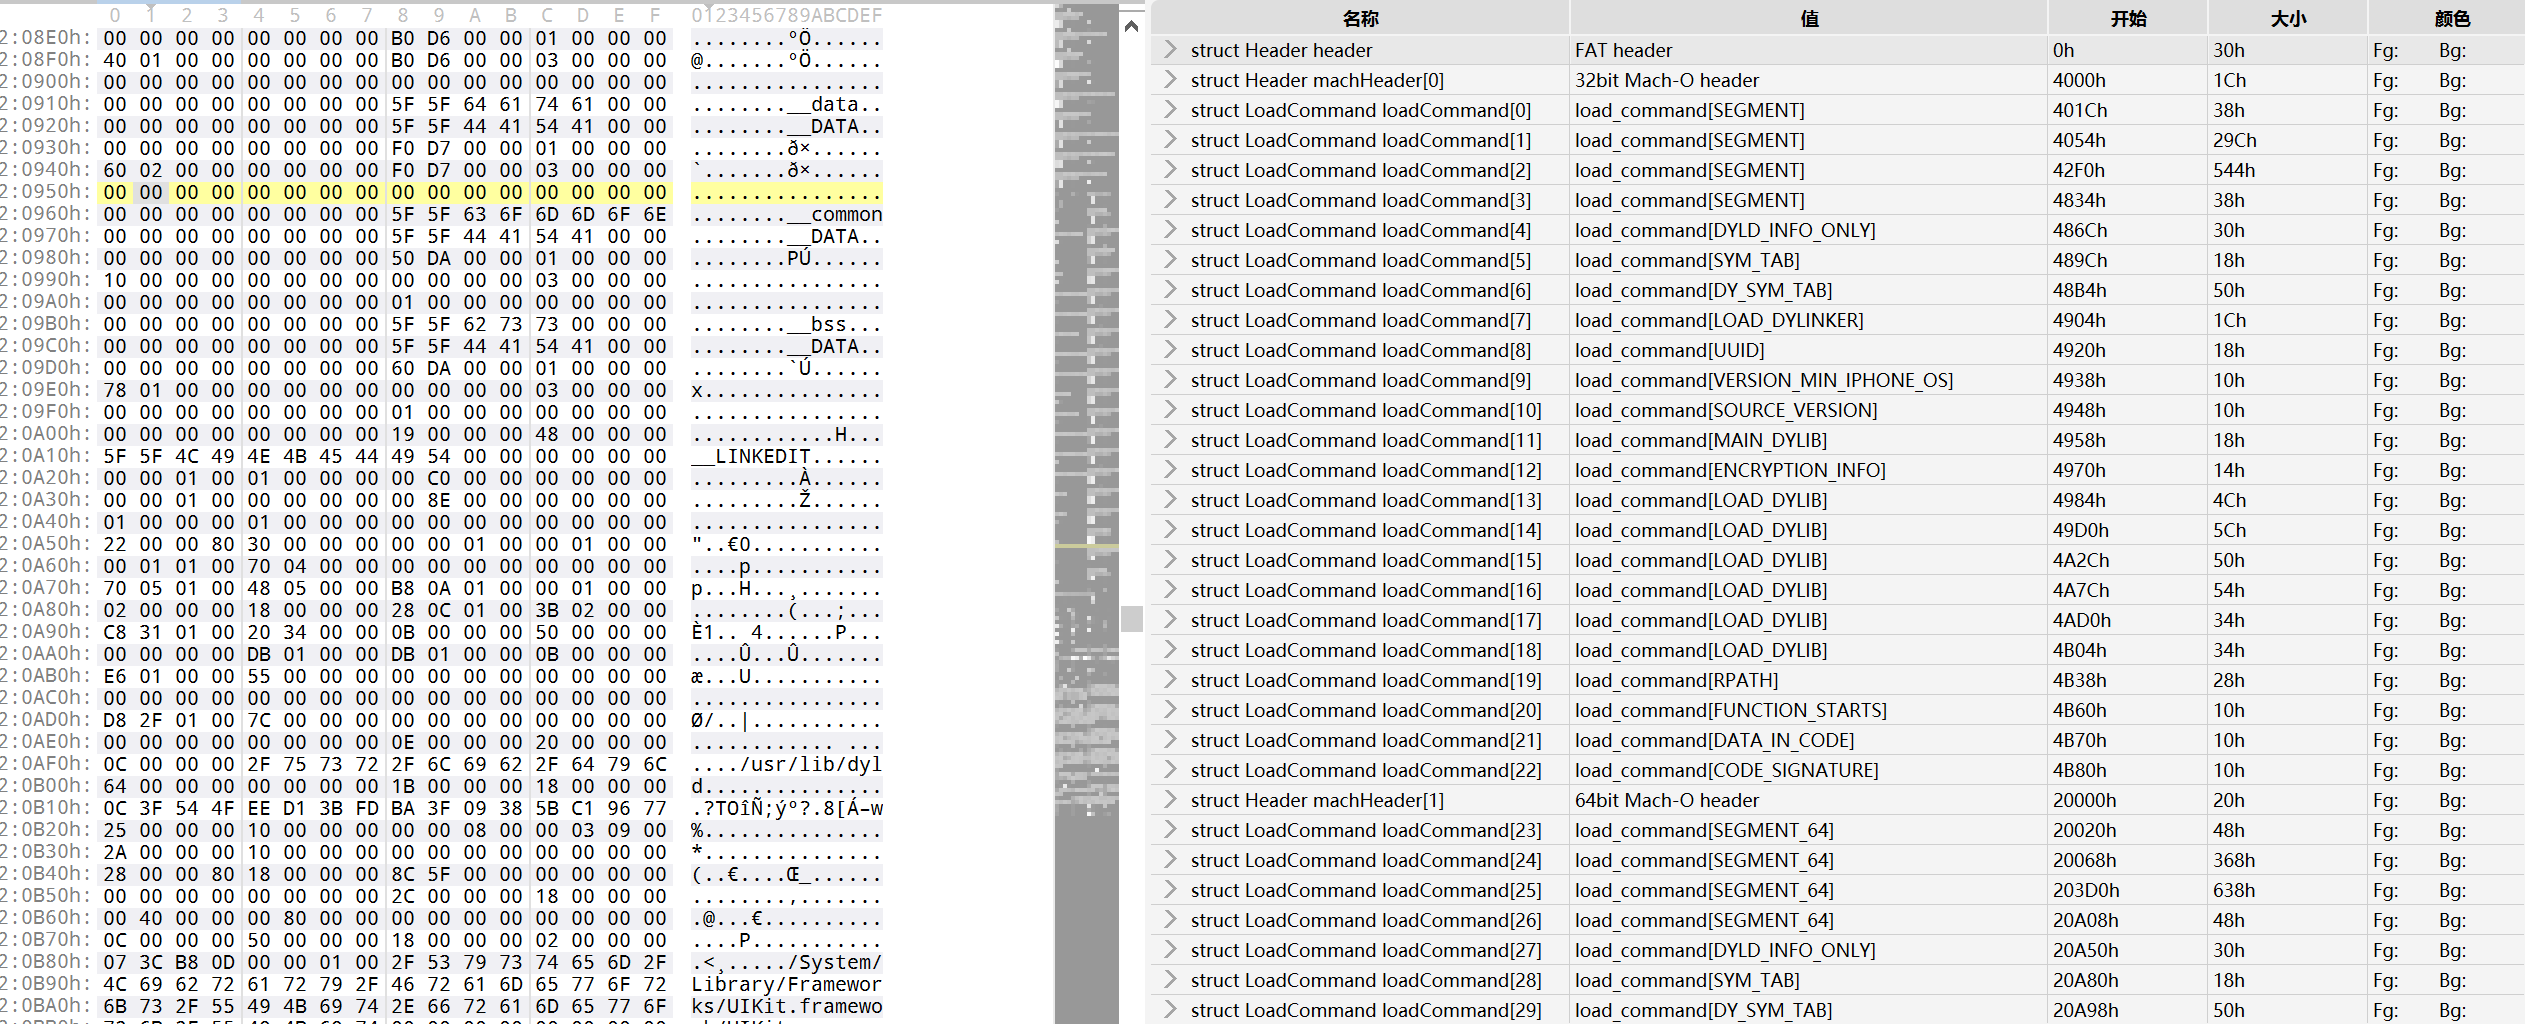 0 1 2 3 4 5 6 7 8 9 A B C D E F 0123456789ABCDEF
2:08E0h: 00 00 00 00 00 00 00 00 B0 D6 00 00 01 00 00 00 ........°Ö......
2:08F0h: 40 01 00 00 00 00 00 00 B0 D6 00 00 03 00 00 00 @.......°Ö......
2:0900h: 00 00 00 00 00 00 00 00 00 00 00 00 00 00 00 00 ................
2:0910h: 00 00 00 00 00 00 00 00 5F 5F 64 61 74 61 00 00 ........__data..
2:0920h: 00 00 00 00 00 00 00 00 5F 5F 44 41 54 41 00 00 ........__DATA..
2:0930h: 00 00 00 00 00 00 00 00 F0 D7 00 00 01 00 00 00 ........ð×......
2:0940h: 60 02 00 00 00 00 00 00 F0 D7 00 00 03 00 00 00 `.......ð×......
2:0950h: 00 00 00 00 00 00 00 00 00 00 00 00 00 00 00 00 ................
2:0960h: 00 00 00 00 00 00 00 00 5F 5F 63 6F 6D 6D 6F 6E ........__common
2:0970h: 00 00 00 00 00 00 00 00 5F 5F 44 41 54 41 00 00 ........__DATA..
2:0980h: 00 00 00 00 00 00 00 00 50 DA 00 00 01 00 00 00 ........PÚ......
2:0990h: 10 00 00 00 00 00 00 00 00 00 00 00 03 00 00 00 ................
2:09A0h: 00 00 00 00 00 00 00 00 01 00 00 00 00 00 00 00 ................
2:09B0h: 00 00 00 00 00 00 00 00 5F 5F 62 73 73 00 00 00 ........__bss...
2:09C0h: 00 00 00 00 00 00 00 00 5F 5F 44 41 54 41 00 00 ........__DATA..
2:09D0h: 00 00 00 00 00 00 00 00 60 DA 00 00 01 00 00 00 ........`Ú......
2:09E0h: 78 01 00 00 00 00 00 00 00 00 00 00 03 00 00 00 x...............
2:09F0h: 00 00 00 00 00 00 00 00 01 00 00 00 00 00 00 00 ................
2:0A00h: 00 00 00 00 00 00 00 00 19 00 00 00 48 00 00 00 ............H...
2:0A10h: 5F 5F 4C 49 4E 4B 45 44 49 54 00 00 00 00 00 00 __LINKEDIT......
2:0A20h: 00 00 01 00 01 00 00 00 00 C0 00 00 00 00 00 00 .........À......
2:0A30h: 00 00 01 00 00 00 00 00 00 8E 00 00 00 00 00 00 .........Ž......
2:0A40h: 01 00 00 00 01 00 00 00 00 00 00 00 00 00 00 00 ................
2:0A50h: 22 00 00 80 30 00 00 00 00 00 01 00 00 01 00 00 "..€0...........
2:0A60h: 00 01 01 00 70 04 00 00 00 00 00 00 00 00 00 00 ....p...........
2:0A70h: 70 05 01 00 48 05 00 00 B8 0A 01 00 00 01 00 00 p...H...¸.......
2:0A80h: 02 00 00 00 18 00 00 00 28 0C 01 00 3B 02 00 00 ........(...;...
2:0A90h: C8 31 01 00 20 34 00 00 0B 00 00 00 50 00 00 00 È1.. 4......P...
2:0AA0h: 00 00 00 00 DB 01 00 00 DB 01 00 00 0B 00 00 00 ....Û...Û.......
2:0AB0h: E6 01 00 00 55 00 00 00 00 00 00 00 00 00 00 00 æ...U...........
2:0AC0h: 00 00 00 00 00 00 00 00 00 00 00 00 00 00 00 00 ................
2:0AD0h: D8 2F 01 00 7C 00 00 00 00 00 00 00 00 00 00 00 Ø/..|...........
2:0AE0h: 00 00 00 00 00 00 00 00 0E 00 00 00 20 00 00 00 ............ ...
2:0AF0h: 0C 00 00 00 2F 75 73 72 2F 6C 69 62 2F 64 79 6C ..../usr/lib/dyl
2:0B00h: 64 00 00 00 00 00 00 00 1B 00 00 00 18 00 00 00 d...............
2:0B10h: 0C 3F 54 4F EE D1 3B FD BA 3F 09 38 5B C1 96 77 .?TOîÑ;ýº?.8[Á–w
2:0B20h: 25 00 00 00 10 00 00 00 00 00 08 00 00 03 09 00 %...............
2:0B30h: 2A 00 00 00 10 00 00 00 00 00 00 00 00 00 00 00 *...............
2:0B40h: 28 00 00 80 18 00 00 00 8C 5F 00 00 00 00 00 00 (..€....Œ_......
2:0B50h: 00 00 00 00 00 00 00 00 2C 00 00 00 18 00 00 00 ........,.......
2:0B60h: 00 40 00 00 00 80 00 00 00 00 00 00 00 00 00 00 .@...€..........
2:0B70h: 0C 00 00 00 50 00 00 00 18 00 00 00 02 00 00 00 ....P...........
2:0B80h: 07 3C B8 0D 00 00 01 00 2F 53 79 73 74 65 6D 2F .<¸...../System/
2:0B90h: 4C 69 62 72 61 72 79 2F 46 72 61 6D 65 77 6F 72 Library/Framewor
2:0BA0h: 6B 73 2F 55 49 4B 69 74 2E 66 72 61 6D 65 77 6F ks/UIKit.framewo
名称 值 开始 大小 颜色
struct Header header FAT header 0h 30h Fg: Bg:
struct Header machHeader[0] 32bit Mach-O header 4000h 1Ch Fg: Bg:
struct LoadCommand loadCommand[0] load_command[SEGMENT] 401Ch 38h Fg: Bg:
struct LoadCommand loadCommand[1] load_command[SEGMENT] 4054h 29Ch Fg: Bg:
struct LoadCommand loadCommand[2] load_command[SEGMENT] 42F0h 544h Fg: Bg:
struct LoadCommand loadCommand[3] load_command[SEGMENT] 4834h 38h Fg: Bg:
struct LoadCommand loadCommand[4] load_command[DYLD_INFO_ONLY] 486Ch 30h Fg: Bg:
struct LoadCommand loadCommand[5] load_command[SYM_TAB] 489Ch 18h Fg: Bg:
struct LoadCommand loadCommand[6] load_command[DY_SYM_TAB] 48B4h 50h Fg: Bg:
struct LoadCommand loadCommand[7] load_command[LOAD_DYLINKER] 4904h 1Ch Fg: Bg:
struct LoadCommand loadCommand[8] load_command[UUID] 4920h 18h Fg: Bg:
struct LoadCommand loadCommand[9] load_command[VERSION_MIN_IPHONE_OS] 4938h 10h Fg: Bg:
struct LoadCommand loadCommand[10] load_command[SOURCE_VERSION] 4948h 10h Fg: Bg:
struct LoadCommand loadCommand[11] load_command[MAIN_DYLIB] 4958h 18h Fg: Bg:
struct LoadCommand loadCommand[12] load_command[ENCRYPTION_INFO] 4970h 14h Fg: Bg:
struct LoadCommand loadCommand[13] load_command[LOAD_DYLIB] 4984h 4Ch Fg: Bg:
struct LoadCommand loadCommand[14] load_command[LOAD_DYLIB] 49D0h 5Ch Fg: Bg:
struct LoadCommand loadCommand[15] load_command[LOAD_DYLIB] 4A2Ch 50h Fg: Bg:
struct LoadCommand loadCommand[16] load_command[LOAD_DYLIB] 4A7Ch 54h Fg: Bg:
struct LoadCommand loadCommand[17] load_command[LOAD_DYLIB] 4AD0h 34h Fg: Bg:
struct LoadCommand loadCommand[18] load_command[LOAD_DYLIB] 4B04h 34h Fg: Bg:
struct LoadCommand loadCommand[19] load_command[RPATH] 4B38h 28h Fg: Bg:
struct LoadCommand loadCommand[20] load_command[FUNCTION_STARTS] 4B60h 10h Fg: Bg:
struct LoadCommand loadCommand[21] load_command[DATA_IN_CODE] 4B70h 10h Fg: Bg:
struct LoadCommand loadCommand[22] load_command[CODE_SIGNATURE] 4B80h 10h Fg: Bg:
struct Header machHeader[1] 64bit Mach-O header 20000h 20h Fg: Bg:
struct LoadCommand loadCommand[23] load_command[SEGMENT_64] 20020h 48h Fg: Bg:
struct LoadCommand loadCommand[24] load_command[SEGMENT_64] 20068h 368h Fg: Bg:
struct LoadCommand loadCommand[25] load_command[SEGMENT_64] 203D0h 638h Fg: Bg:
struct LoadCommand loadCommand[26] load_command[SEGMENT_64] 20A08h 48h Fg: Bg:
struct LoadCommand loadCommand[27] load_command[DYLD_INFO_ONLY] 20A50h 30h Fg: Bg:
struct LoadCommand loadCommand[28] load_command[SYM_TAB] 20A80h 18h Fg: Bg:
struct LoadCommand loadCommand[29] load_command[DY_SYM_TAB] 20A98h 50h Fg: Bg: